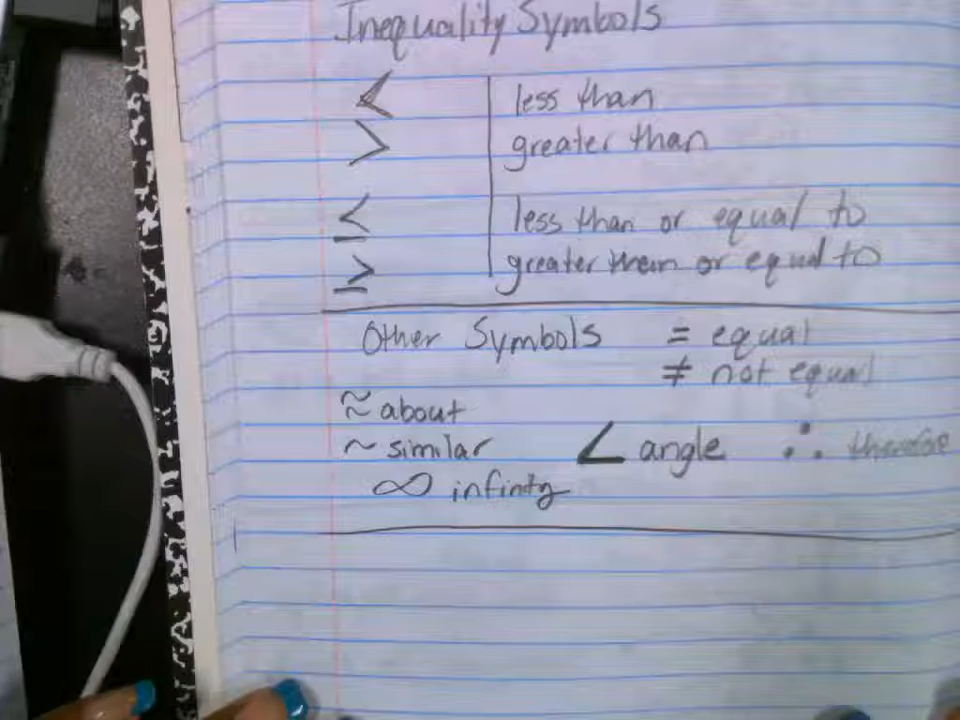 Inequality Symbols
< less than
> greater than
≤ less than or equal to
≥ greater than or equal to
Other Symbols = equal
≠ not equal
≈ about
~ similar ∠ angle ∴ therefore
∞ infinty